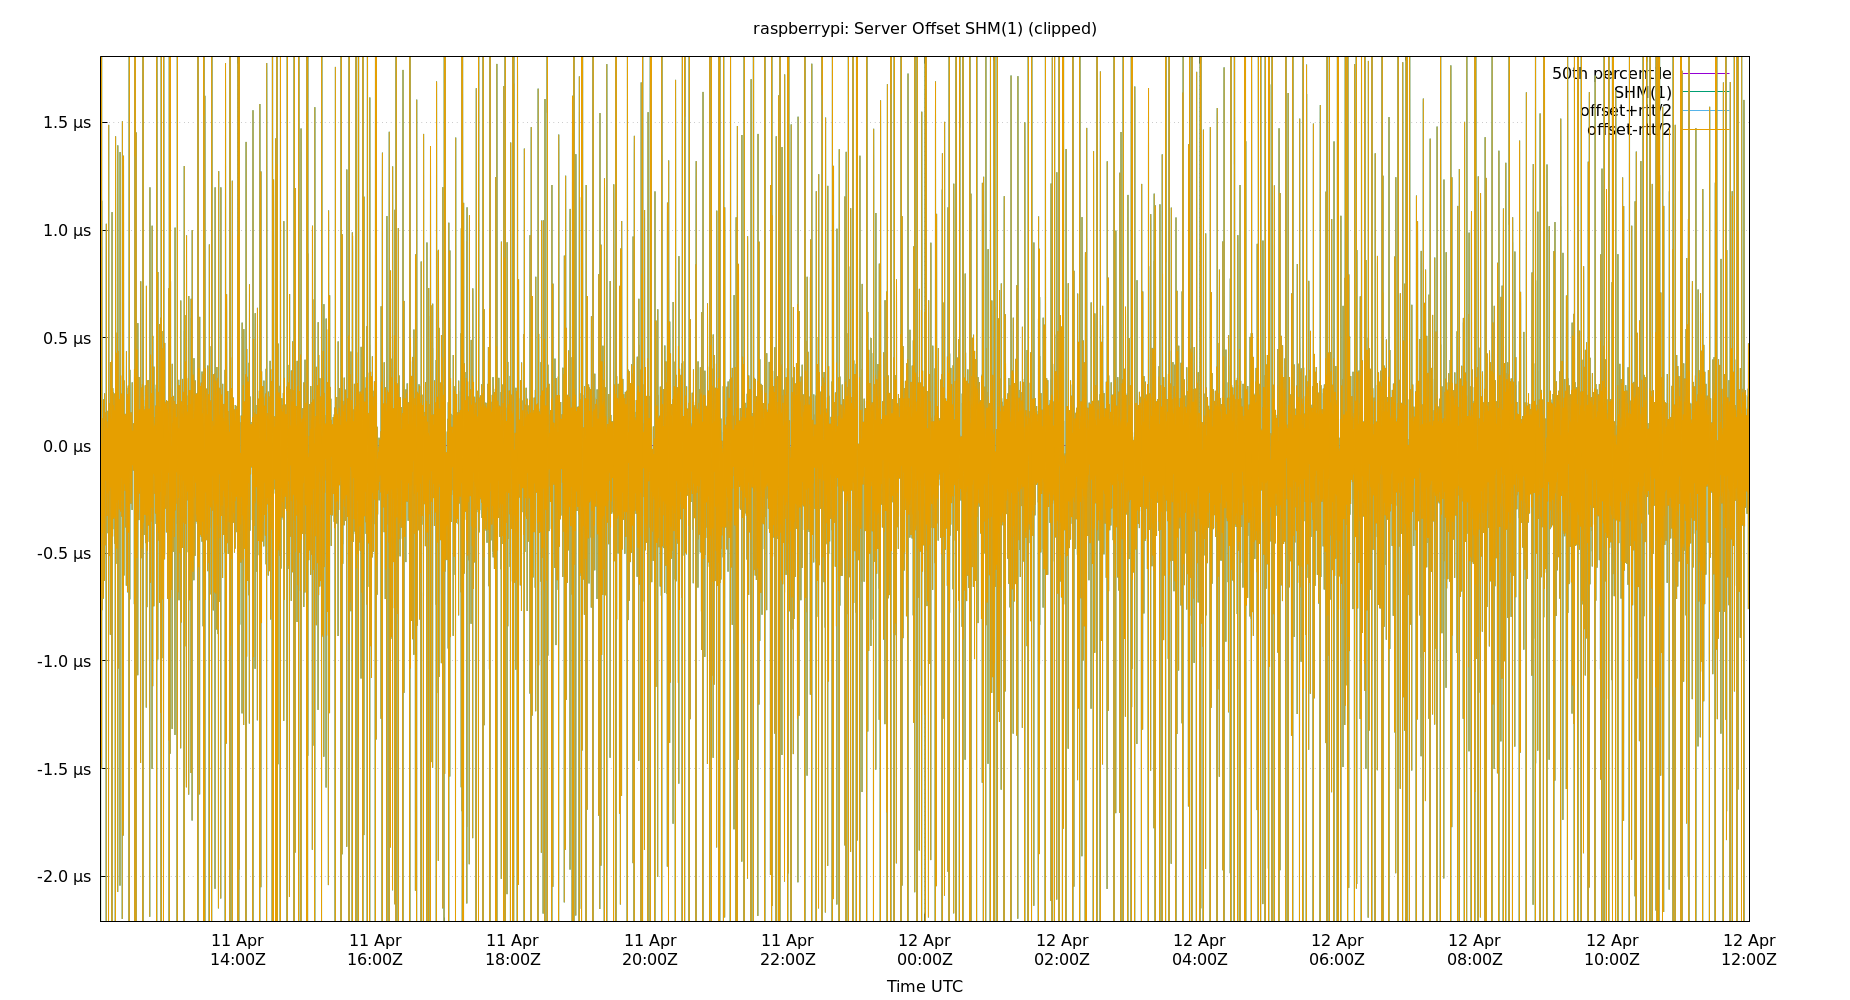 raspberrypi: Server Offset SHM(1) (clipped)
50th percentile
SHM(1)
offset+rtt/2
offset-rtt/2
1.5 µs
1.0 µs
0.5 µs
0.0 µs
-0.5 µs
-1.0 µs
-1.5 µs
-2.0 µs
11 Apr 11 Apr 11 Apr 11 Apr 11 Apr 12 Apr 12 Apr 12 Apr 12 Apr 12 Apr 12 Apr 12 Apr
14:00Z 16:00Z 18:00Z 20:00Z 22:00Z 00:00Z 02:00Z 04:00Z 06:00Z 08:00Z 10:00Z 12:00Z
Time UTC